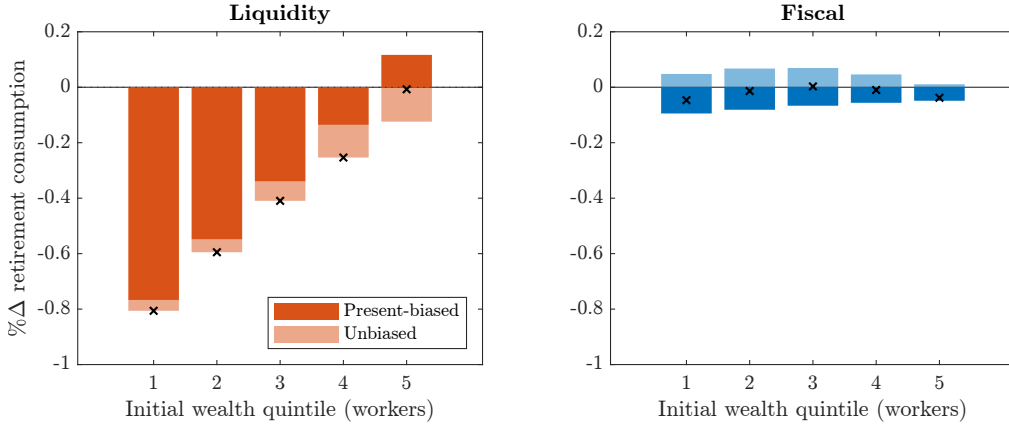 Liquidity
%Δ retirement consumption
0.2
0
-0.2
-0.4
-0.6
-0.8
-1
Present-biased
Unbiased
1 2 3 4 5
Initial wealth quintile (workers)
Fiscal
0.2
0
-0.2
-0.4
-0.6
-0.8
-1
1 2 3 4 5
Initial wealth quintile (workers)